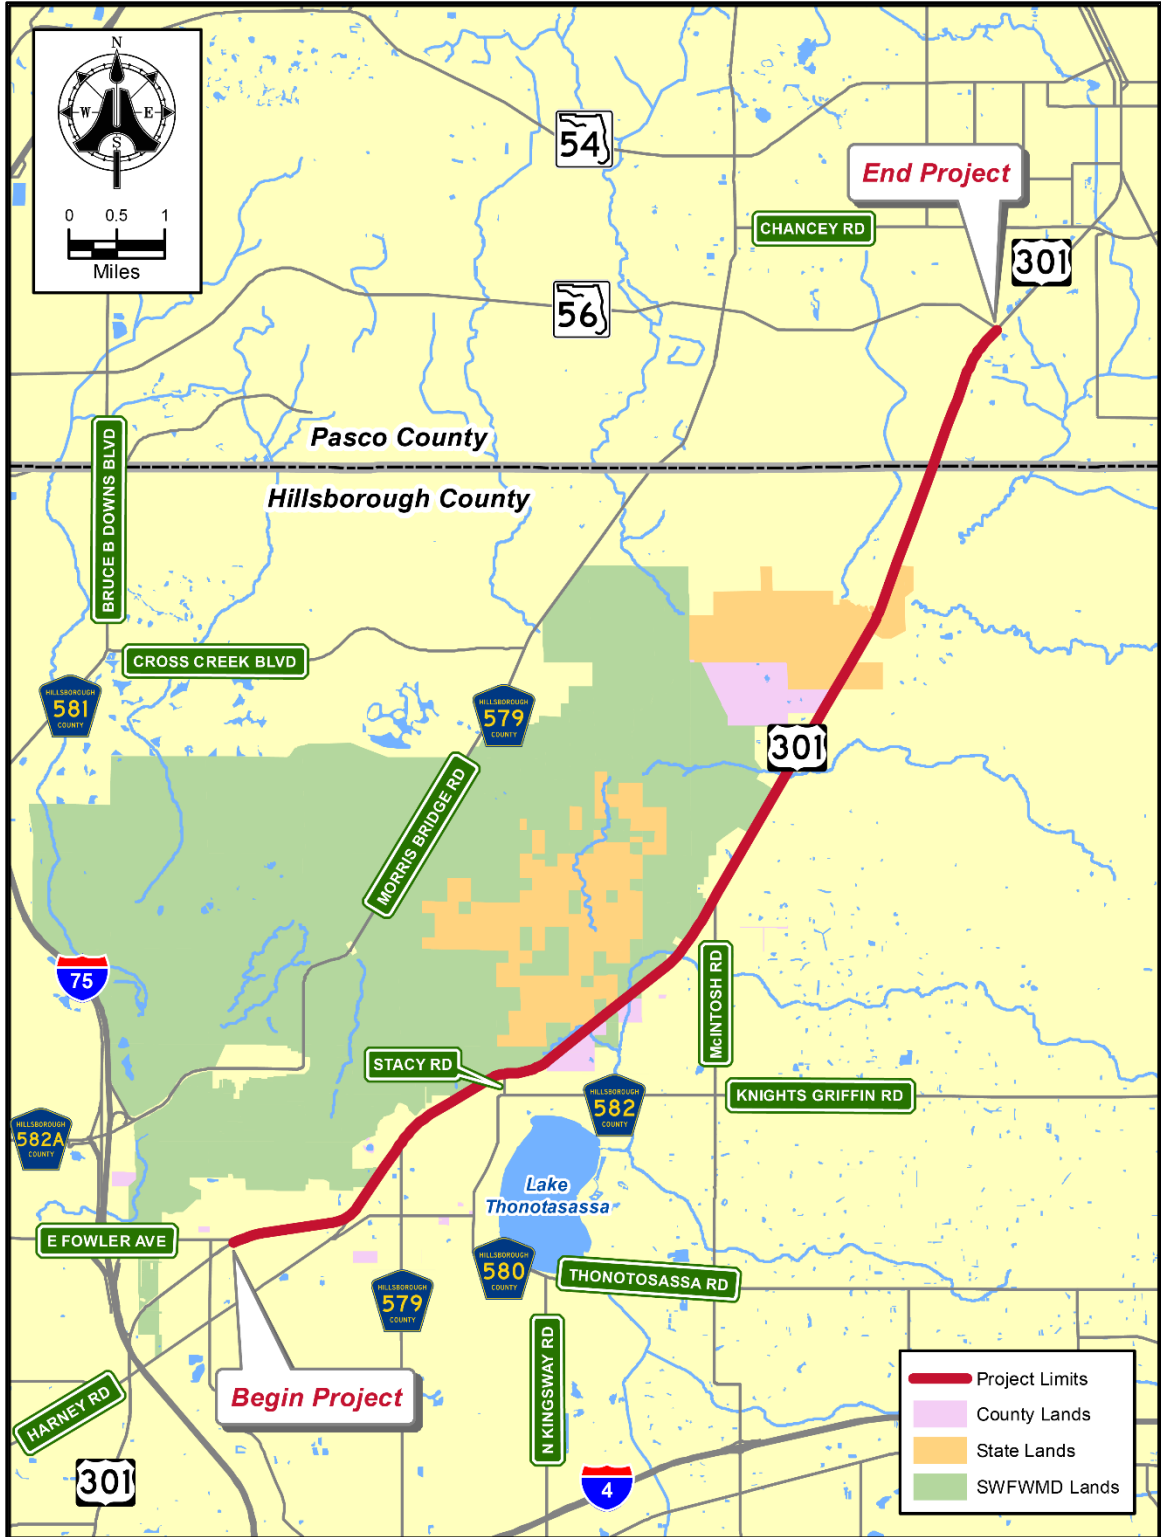 N
W
E
S
0 0.5 1
Miles
54
End Project
CHANCEY RD
301
56
Pasco County
Hillsborough County
BRUCE B DOWNS BLVD
CROSS CREEK BLVD
HILLSBOROUGH
581
COUNTY
HILLSBOROUGH
579
COUNTY
301
MORRIS BRIDGE RD
75
McINTOSH RD
STACY RD
KNIGHTS GRIFFIN RD
HILLSBOROUGH
582
COUNTY
HILLSBOROUGH
582A
COUNTY
Lake
Thonotasassa
E FOWLER AVE
HILLSBOROUGH
580
COUNTY
THONOTOSASSA RD
HILLSBOROUGH
579
COUNTY
N KINGSWAY RD
Begin Project
HARNEY RD
301
4
Project Limits
County Lands
State Lands
SWFWMD Lands